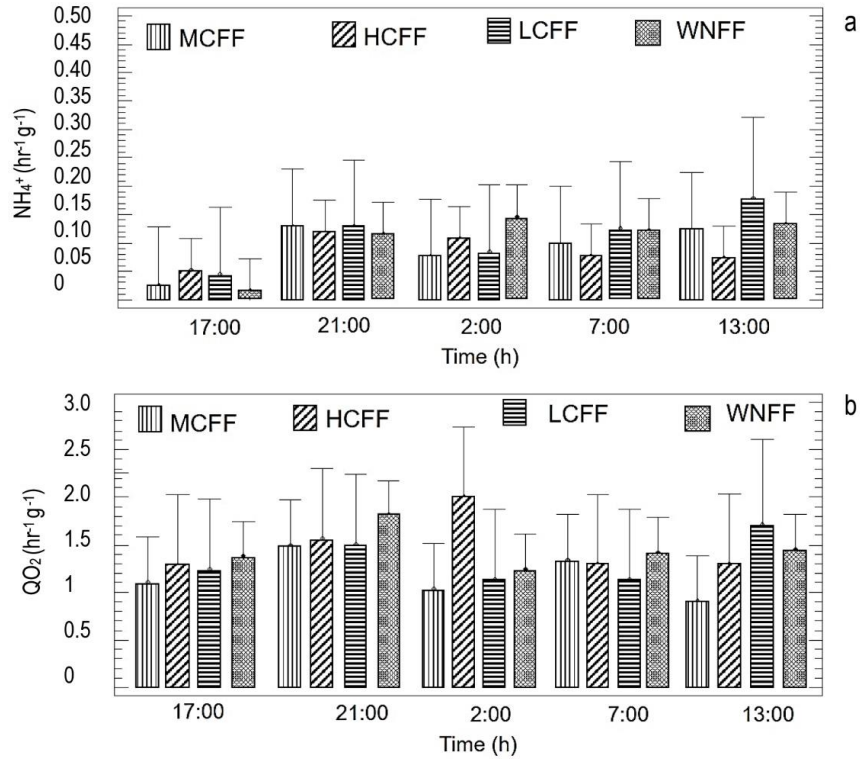 a
0.50
0.45
0.40
0.35
0.30
0.25
0.20
0.15
0.10
0.05
0
NH₄⁺ (hr⁻¹ g⁻¹)
MCFF HCFF LCFF WNFF
17:00 21:00 2:00 7:00 13:00
Time (h)
b
3.0
2.5
2.0
1.5
1
0.5
0
QO₂ (hr⁻¹ g⁻¹)
MCFF HCFF LCFF WNFF
17:00 21:00 2:00 7:00 13:00
Time (h)